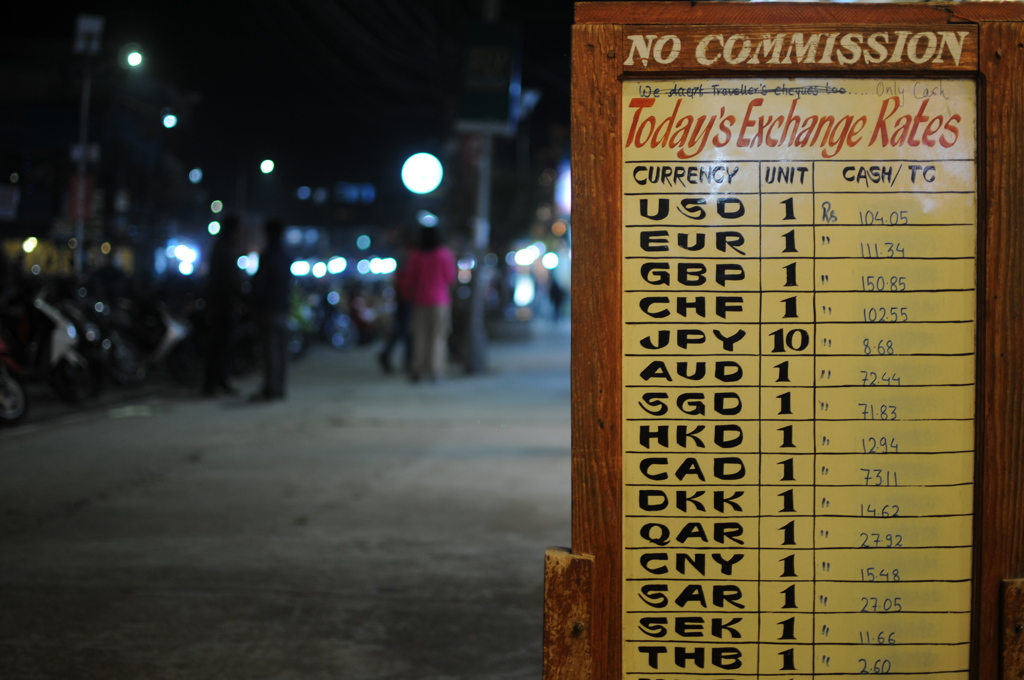 NO COMMISSION
We accept Traveller's cheques too.... Only Cash
Today's Exchange Rates
CURRENCY UNIT CASH/TC
USD 1 Rs 104.05
EUR 1 " 111.34
GBP 1 " 150.85
CHF 1 " 102.55
JPY 10 " 8.68
AUD 1 " 72.44
SGD 1 " 71.83
HKD 1 " 12.94
CAD 1 " 73.11
DKK 1 " 14.62
QAR 1 " 27.92
CNY 1 " 15.48
SAR 1 " 27.05
SEK 1 " 11.66
THB 1 " 2.60